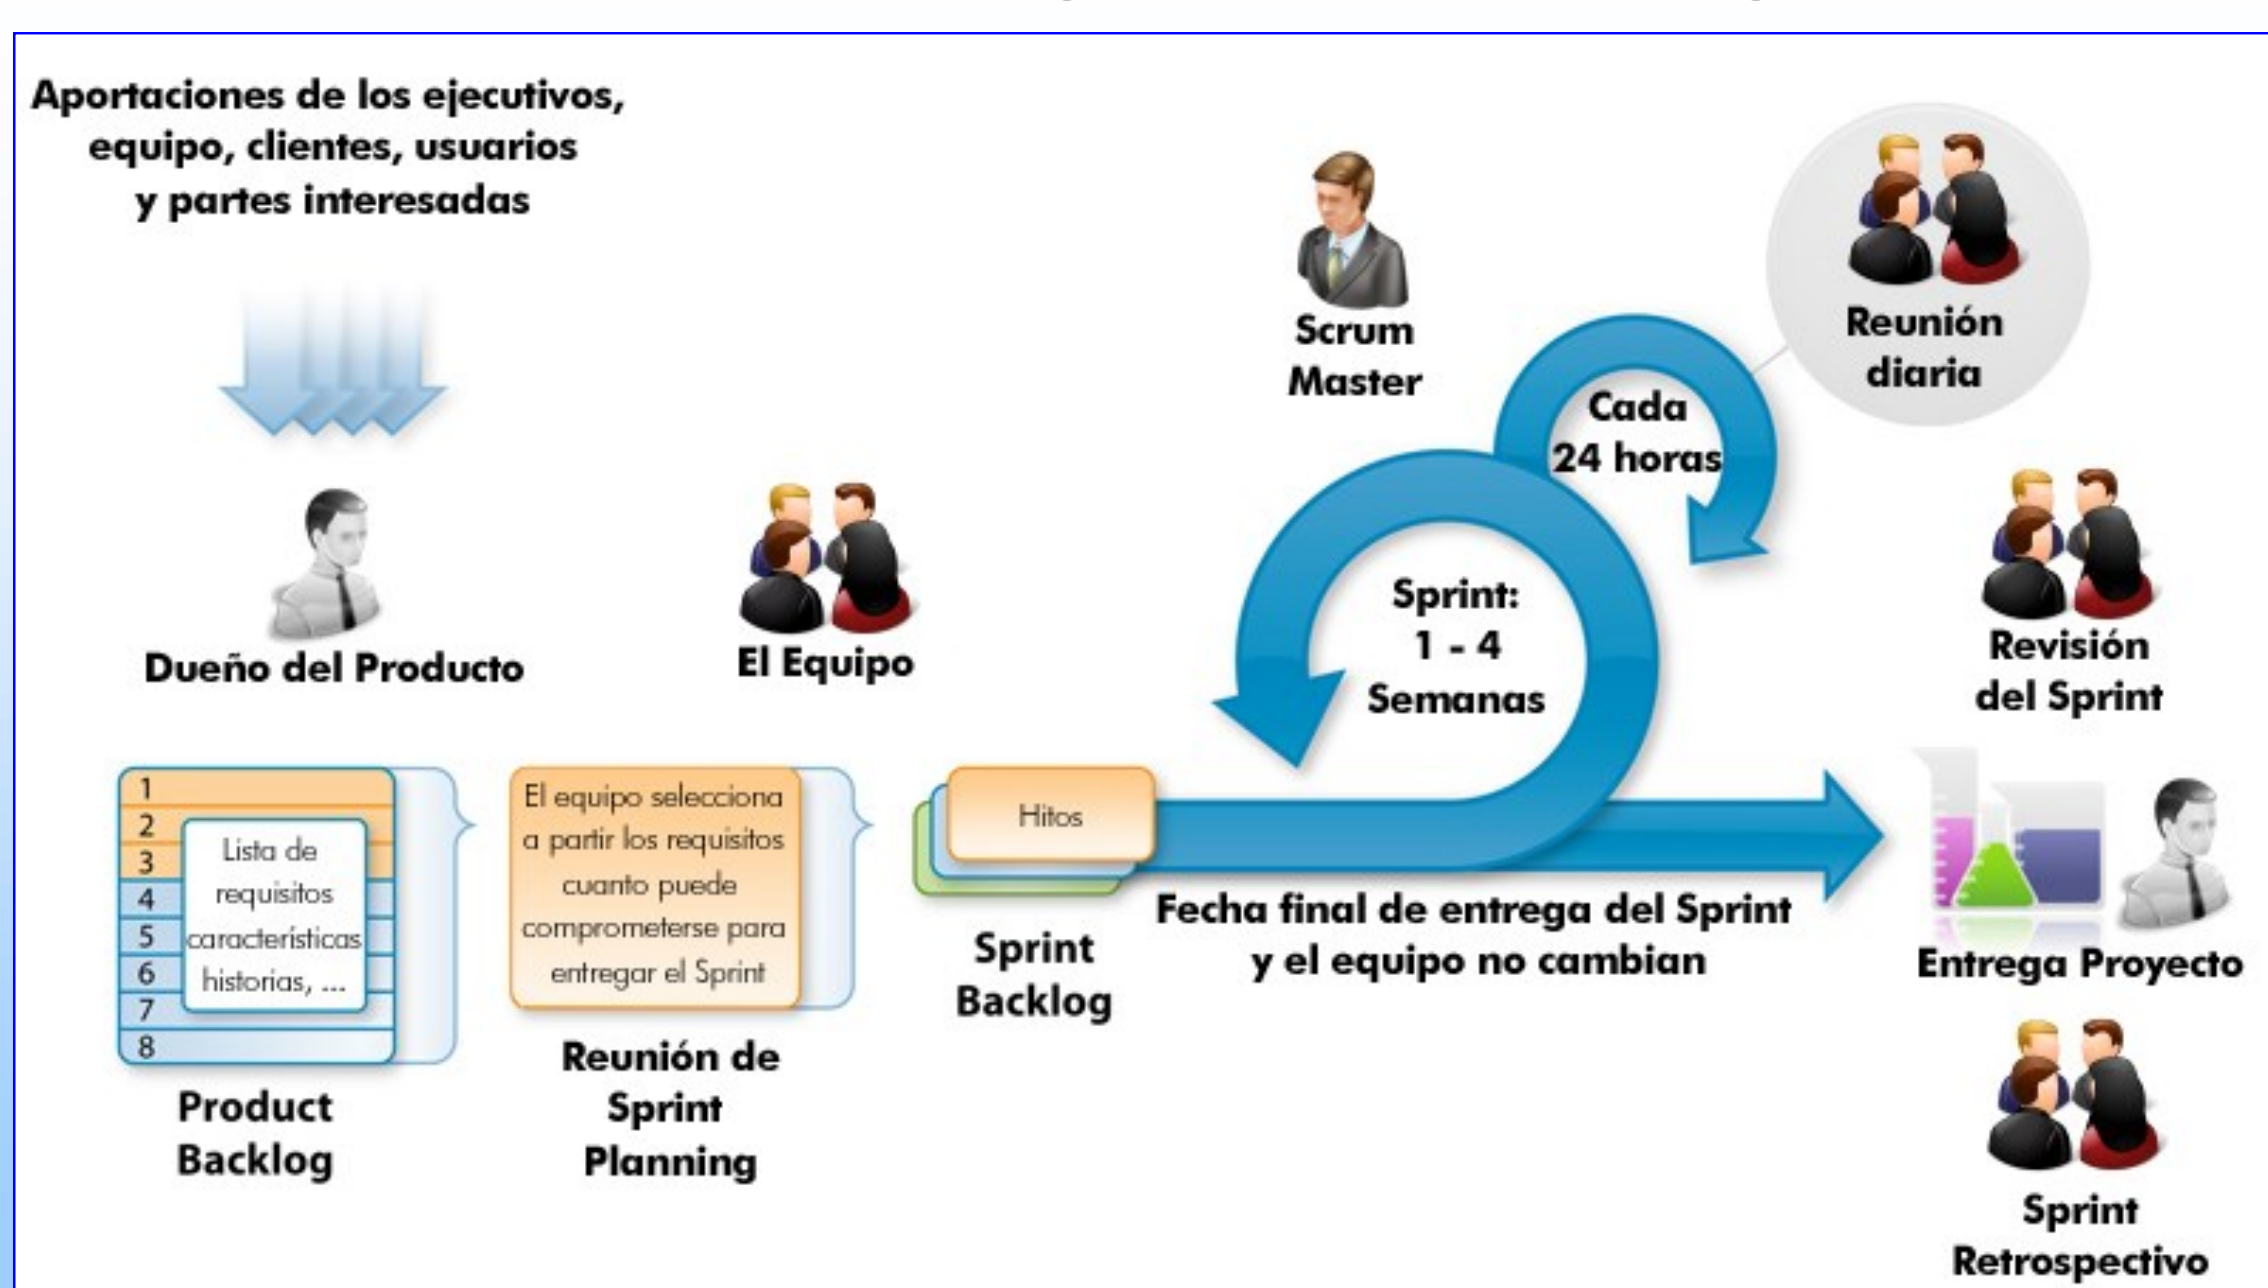 Aportaciones de los ejecutivos,
equipo, clientes, usuarios
y partes interesadas
Dueño del Producto
El Equipo
Scrum
Master
Cada
24 horas
Reunión
diaria
Sprint:
1 - 4
Semanas
Revisión
del Sprint
1
2
3
4
5
6
7
8
Lista de
requisitos
características
historias, ...
Product
Backlog
El equipo selecciona
a partir los requisitos
cuanto puede
comprometerse para
entregar el Sprint
Reunión de
Sprint
Planning
Hitos
Sprint
Backlog
Fecha final de entrega del Sprint
y el equipo no cambian
Entrega Proyecto
Sprint
Retrospectivo